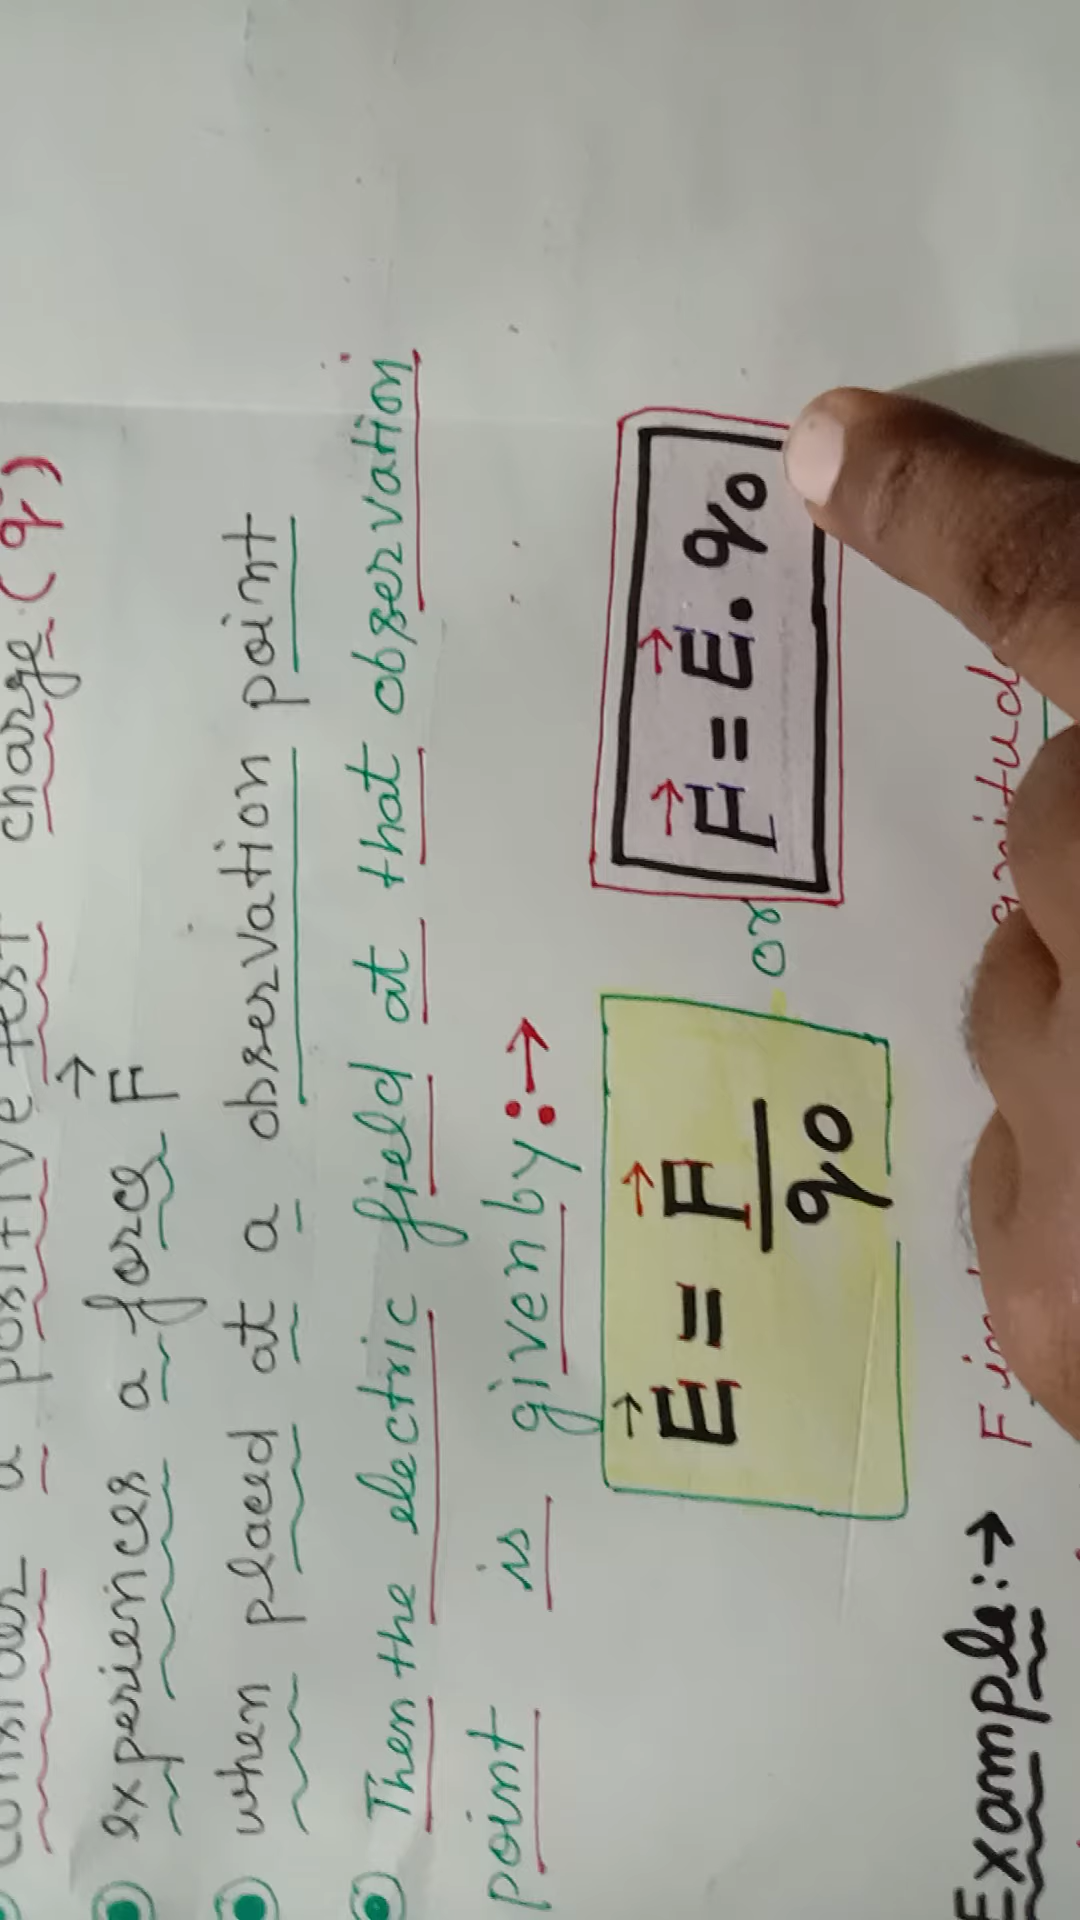 a positive test charge (q)
experiences a force F⃗
when placed at a observation point
Then the electric field at that observation
point is given by :→
E⃗ = F⃗/q₀ or F⃗ = E⃗ . q₀
Example :→